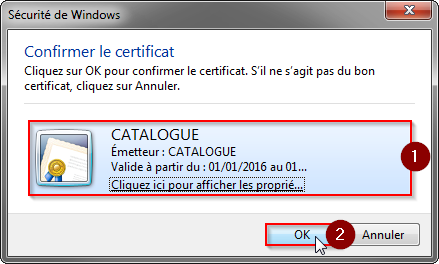 Sécurité de Windows
Confirmer le certificat
Cliquez sur OK pour confirmer le certificat. S'il ne s'agit pas du bon
certificat, cliquez sur Annuler.
CATALOGUE
Émetteur : CATALOGUE
Valide à partir du : 01/01/2016 au 01...
Cliquez ici pour afficher les proprié...
1
OK
2
Annuler